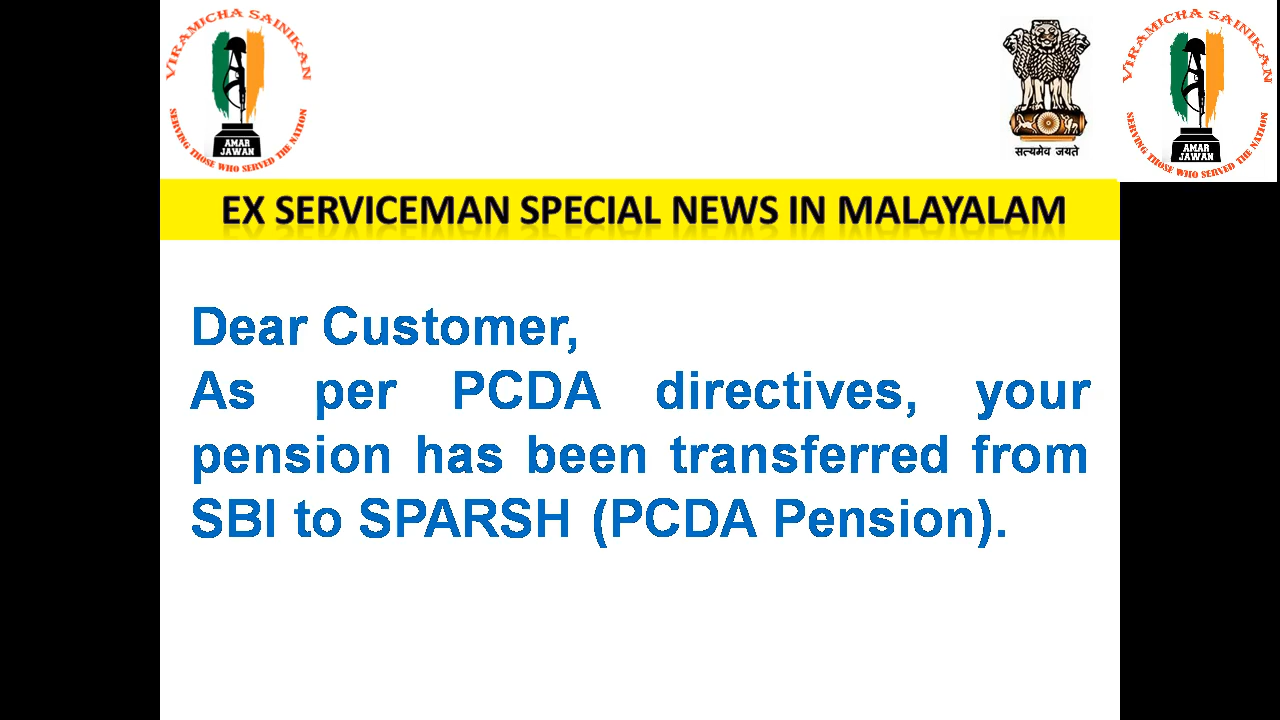 VIRAMICHA SAINIKAN
AMAR
JAWAN
SERVING THOSE WHO SERVED THE NATION
सत्यमेव जयते
VIRAMICHA SAINIKAN
AMAR
JAWAN
SERVING THOSE WHO SERVED THE NATION
EX SERVICEMAN SPECIAL NEWS IN MALAYALAM
Dear Customer,
As per PCDA directives, your
pension has been transferred from
SBI to SPARSH (PCDA Pension).